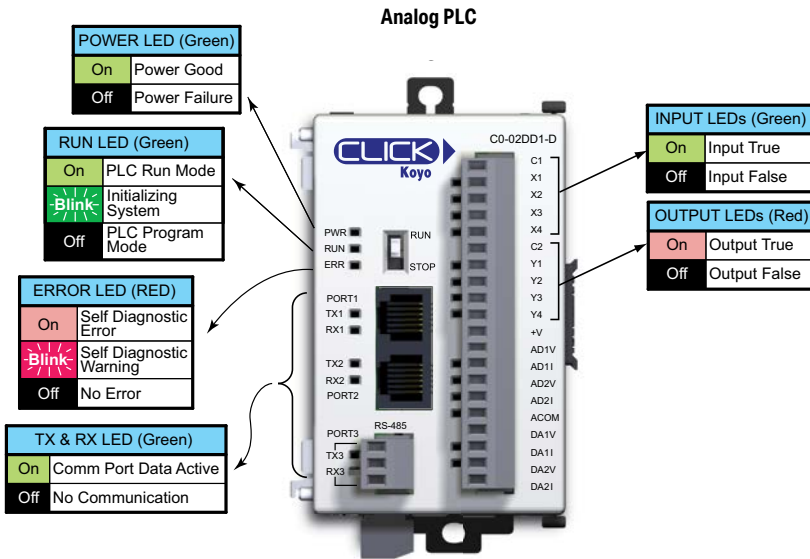 Analog PLC
POWER LED (Green)
On Power Good
Off Power Failure
RUN LED (Green)
On PLC Run Mode
Blink Initializing
System
Off PLC Program
Mode
ERROR LED (RED)
On Self Diagnostic
Error
Blink Self Diagnostic
Warning
Off No Error
TX & RX LED (Green)
On Comm Port Data Active
Off No Communication
CLICK
Koyo
C0-02DD1-D
PWR
RUN
ERR
RUN
STOP
PORT1
TX1
RX1
TX2
RX2
PORT2
PORT3
RS-485
TX3
RX3
C1
X1
X2
X3
X4
C2
Y1
Y2
Y3
Y4
+V
AD1V
AD1I
AD2V
AD2I
ACOM
DA1V
DA1I
DA2V
DA2I
INPUT LEDs (Green)
On Input True
Off Input False
OUTPUT LEDs (Red)
On Output True
Off Output False